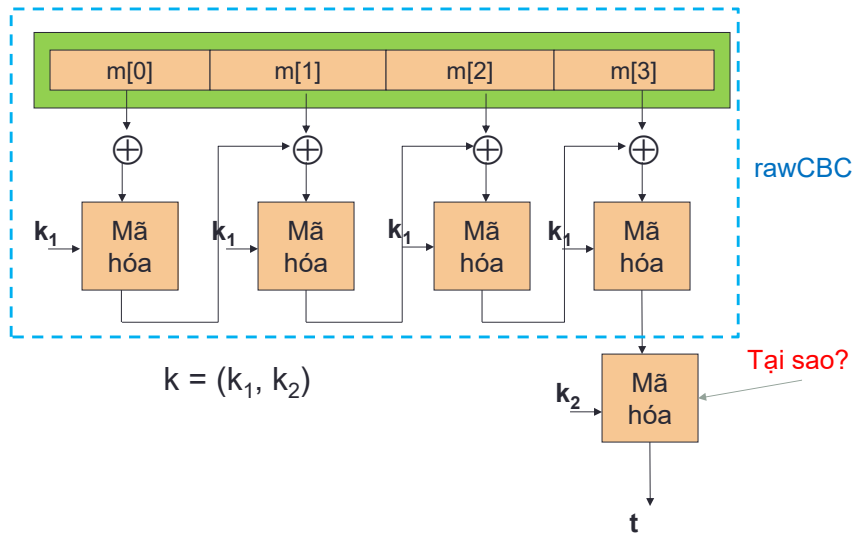 m[0] m[1] m[2] m[3]
rawCBC
k₁ Mã hóa k₁ Mã hóa k₁ Mã hóa k₁ Mã hóa
k = (k₁, k₂)
Tại sao?
k₂ Mã hóa
t